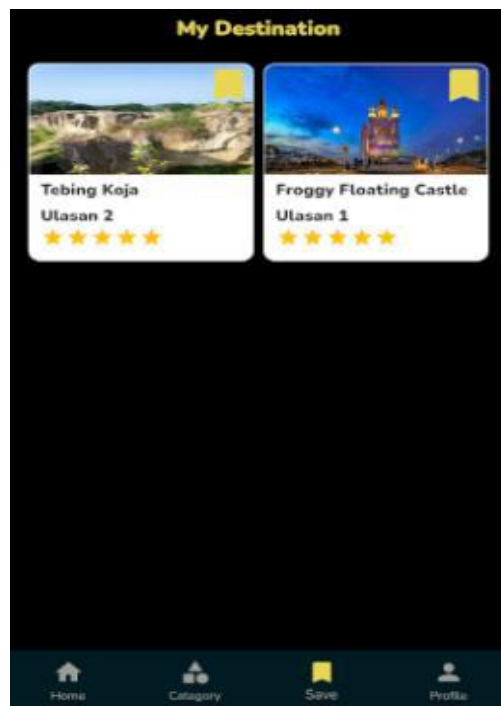 My Destination
Tebing Koja
Ulasan 2
Froggy Floating Castle
Ulasan 1
Home
Category
Save
Profile